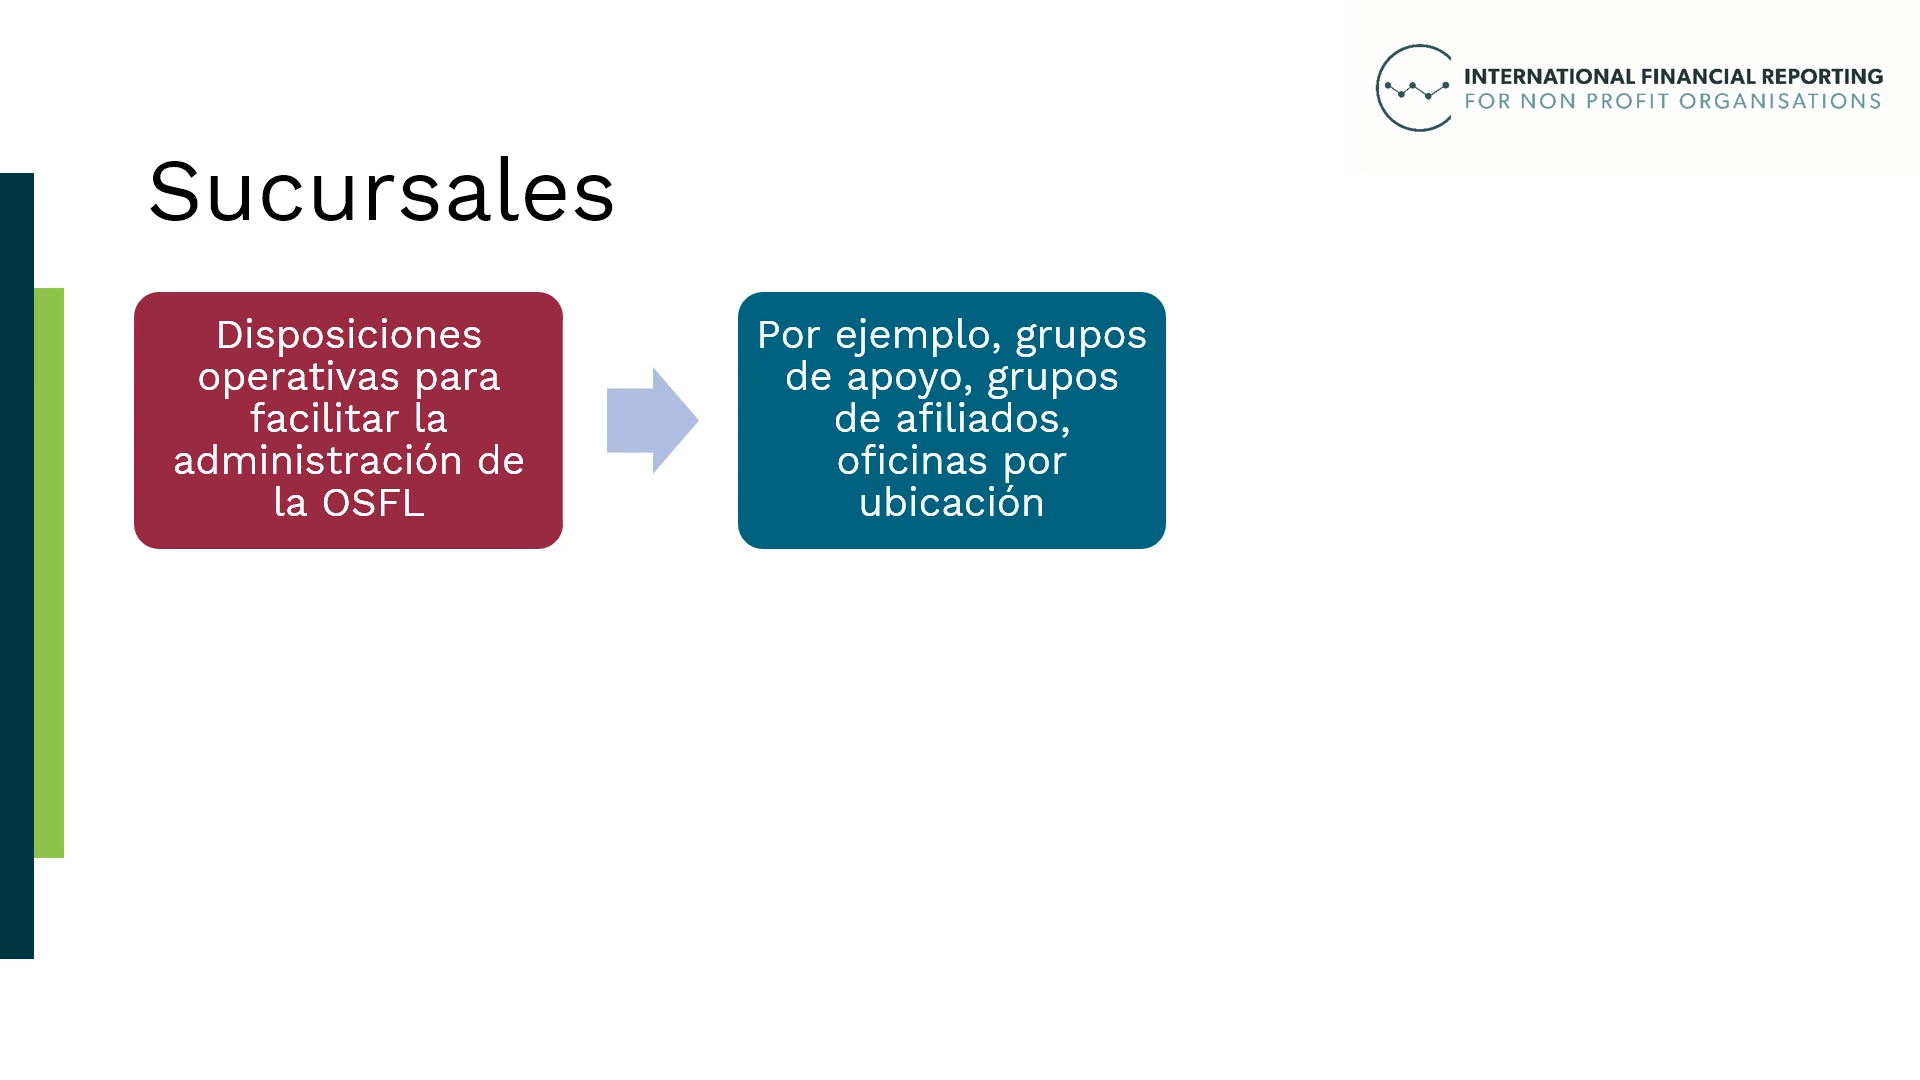 INTERNATIONAL FINANCIAL REPORTING
FOR NON PROFIT ORGANISATIONS
Sucursales
Disposiciones
operativas para
facilitar la
administración de
la OSFL
Por ejemplo, grupos
de apoyo, grupos
de afiliados,
oficinas por
ubicación